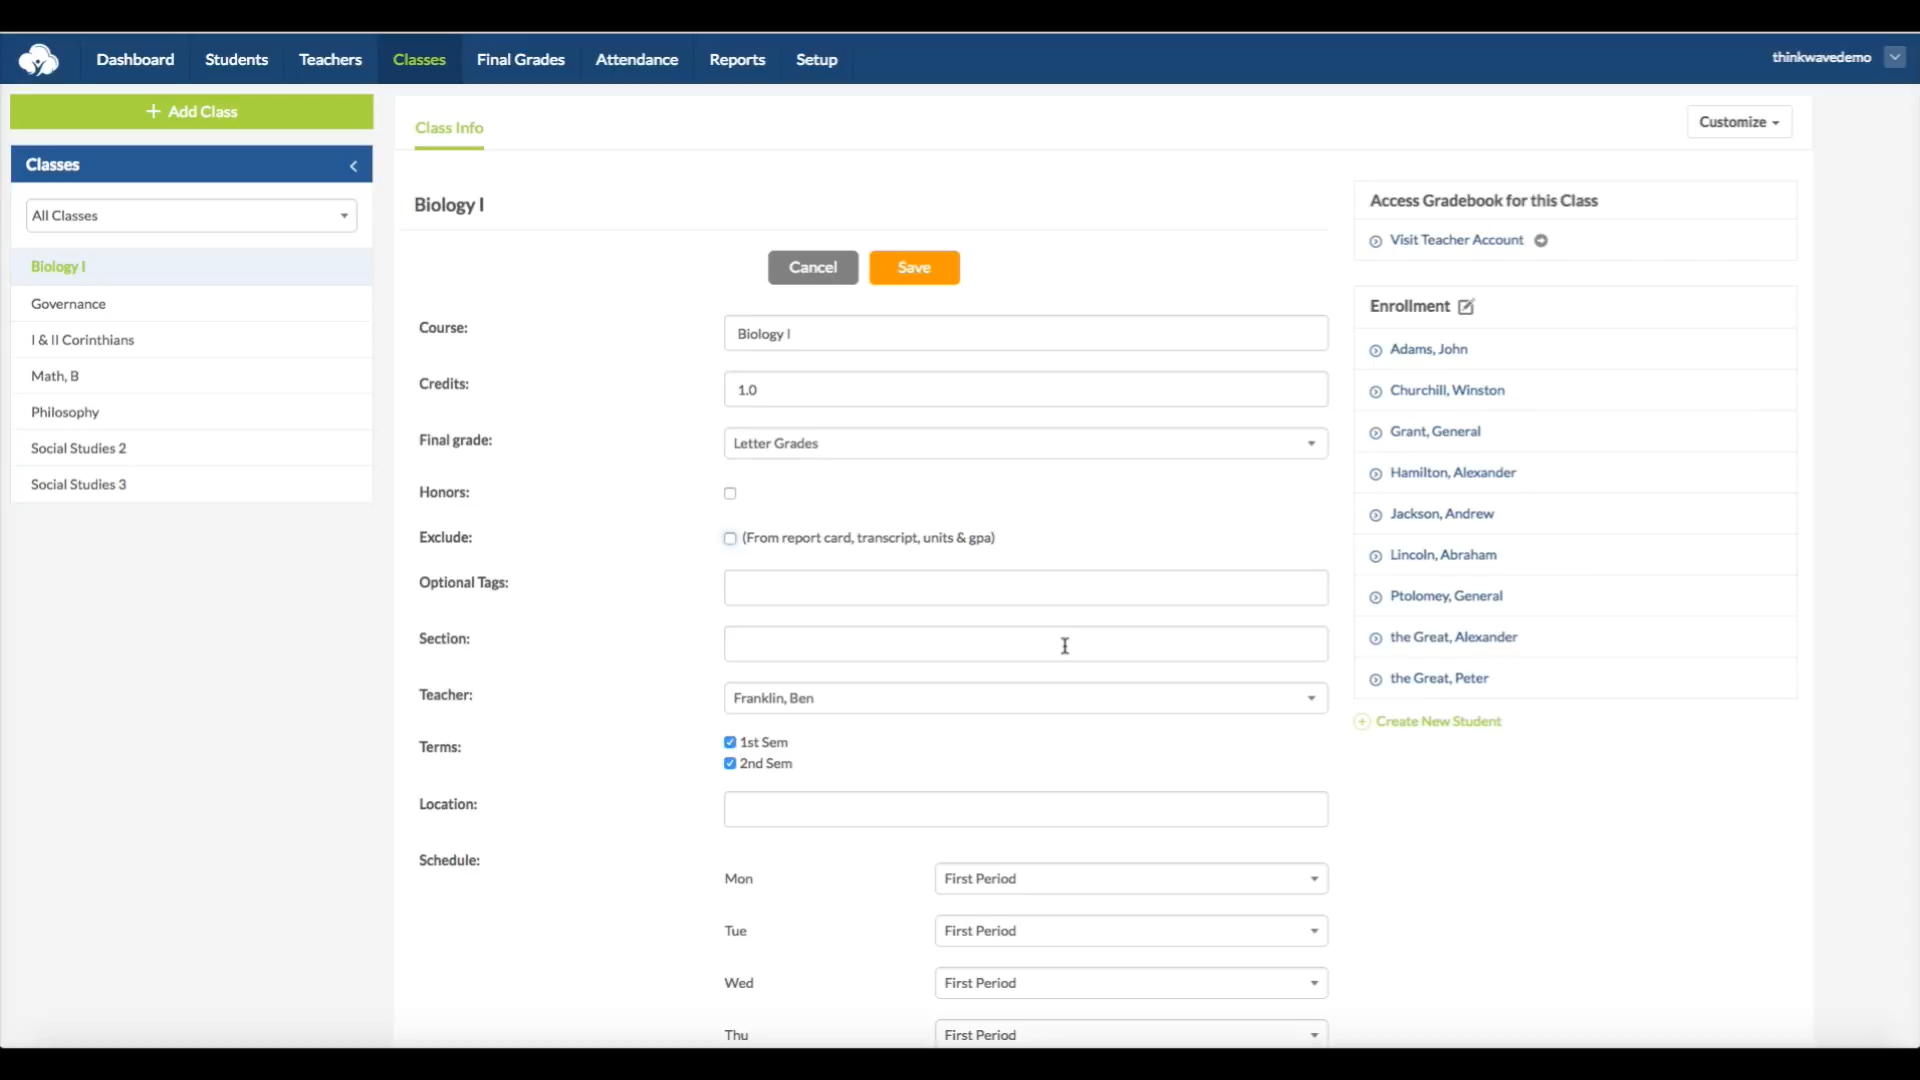 Dashboard Students Teachers Classes Final Grades Attendance Reports Setup thinkwavedemo
+ Add Class
Classes
All Classes
Biology I
Governance
I & II Corinthians
Math, B
Philosophy
Social Studies 2
Social Studies 3
Class Info
Customize
Biology I
Cancel Save
Course: Biology I
Credits: 1.0
Final grade: Letter Grades
Honors:
Exclude: (From report card, transcript, units & gpa)
Optional Tags:
Section:
Teacher: Franklin, Ben
Terms: 1st Sem
2nd Sem
Location:
Schedule:
Mon First Period
Tue First Period
Wed First Period
Thu First Period
Access Gradebook for this Class
Visit Teacher Account
Enrollment
Adams, John
Churchill, Winston
Grant, General
Hamilton, Alexander
Jackson, Andrew
Lincoln, Abraham
Ptolomey, General
the Great, Alexander
the Great, Peter
Create New Student